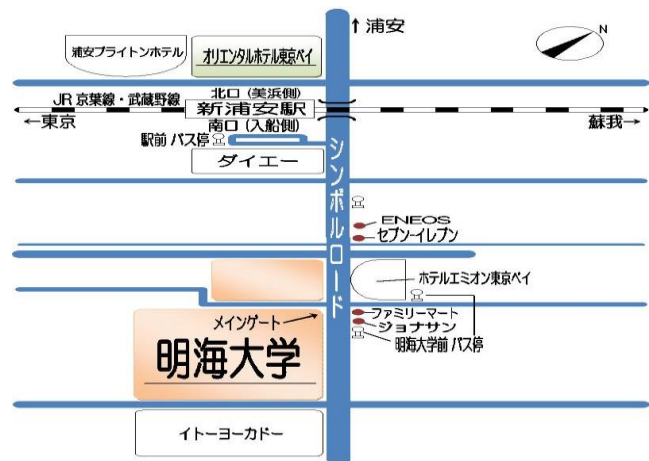 ↑浦安
N
浦安ブライトンホテル
オリエンタルホテル東京ベイ
北口（美浜側）
JR 京葉線・武蔵野線
新浦安駅
←東京
蘇我→
南口（入船側）
駅前 バス停
ダイエー
シンボルロード
ENEOS
セブン-イレブン
ホテルエミオン東京ベイ
メインゲート
ファミリーマート
ジョナサン
明海大学前 バス停
明海大学
イトーヨーカドー